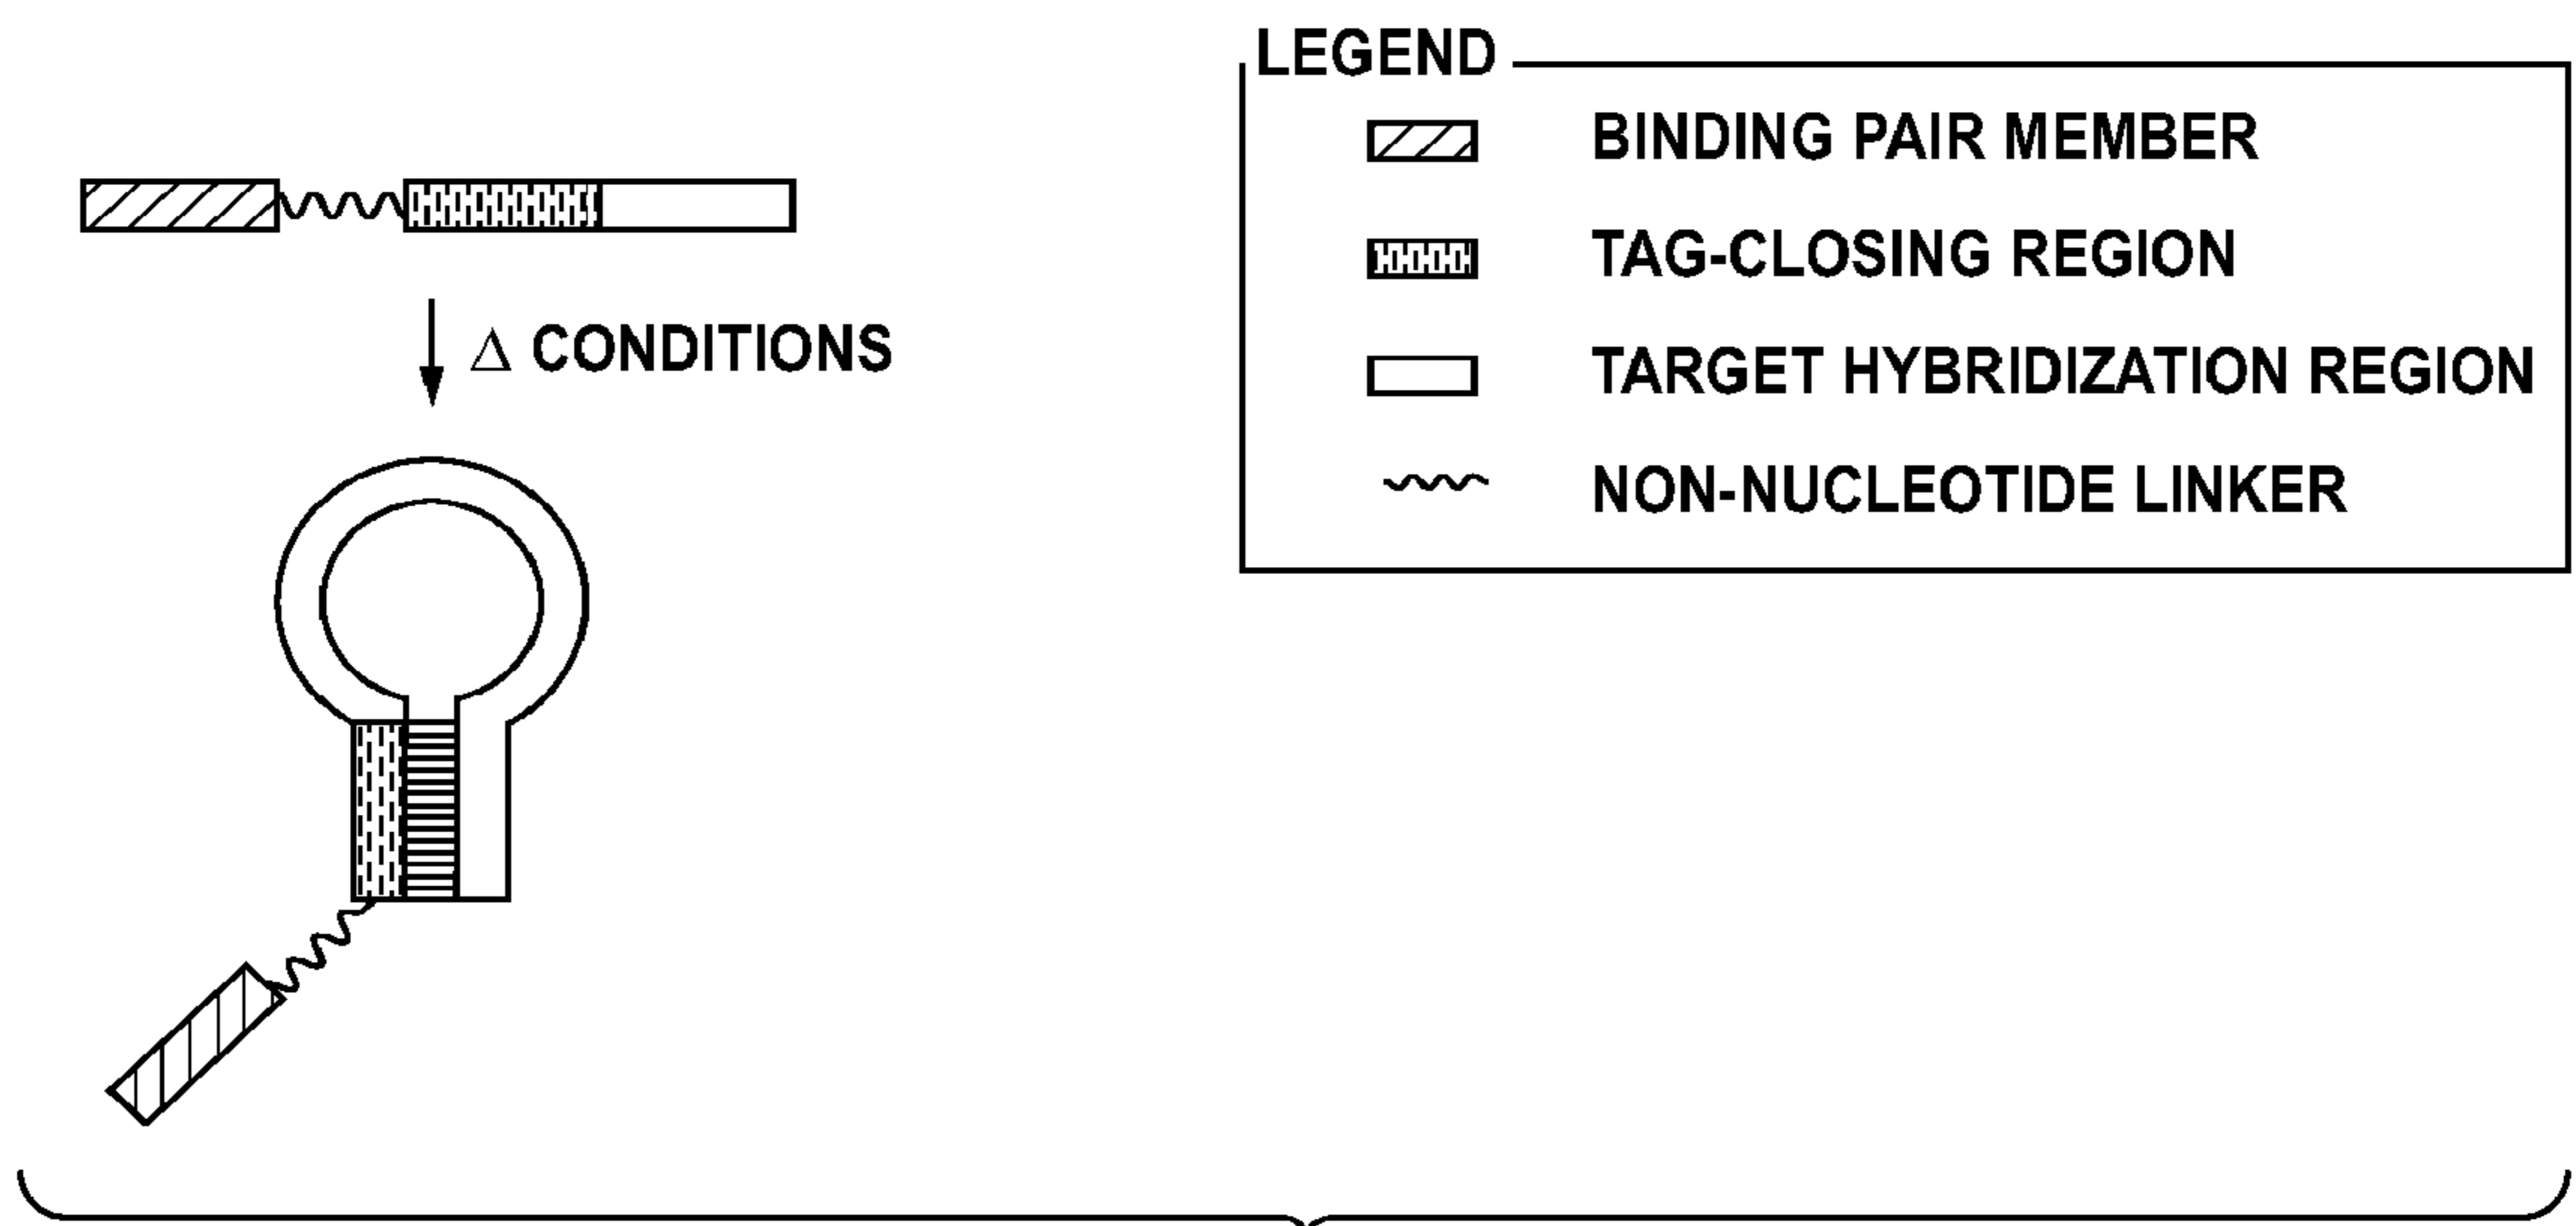 LEGEND
BINDING PAIR MEMBER
TAG-CLOSING REGION
TARGET HYBRIDIZATION REGION
NON-NUCLEOTIDE LINKER
Δ CONDITIONS